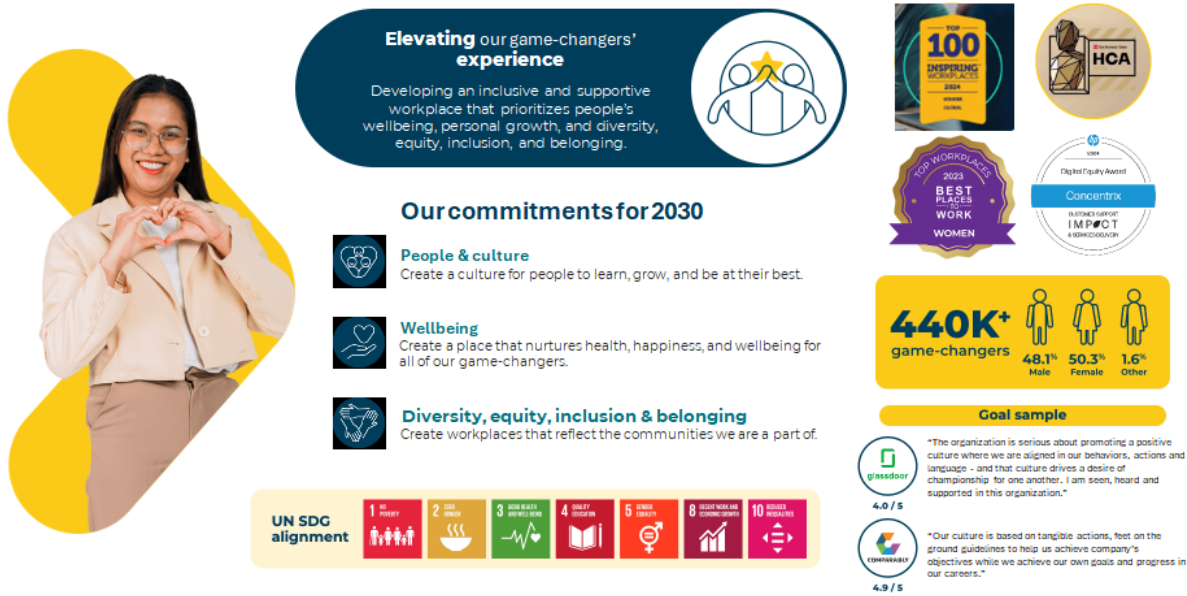 Elevating our game-changers’
experience
Developing an inclusive and supportive
workplace that prioritizes people’s
wellbeing, personal growth, and diversity,
equity, inclusion, and belonging.
Our commitments for 2030
People & culture
Create a culture for people to learn, grow, and be at their best.
Wellbeing
Create a place that nurtures health, happiness, and wellbeing for
all of our game-changers.
Diversity, equity, inclusion & belonging
Create workplaces that reflect the communities we are a part of.
UN SDG
alignment
1 NO
POVERTY
2 ZERO
HUNGER
3 GOOD HEALTH
AND WELL-BEING
4 QUALITY
EDUCATION
5 GENDER
EQUALITY
8 DECENT WORK AND
ECONOMIC GROWTH
10 REDUCED
INEQUALITIES
TOP
100
INSPIRING
WORKPLACES
2024
WINNER
GLOBAL
HCA
TOP WORKPLACES
2023
BEST
PLACES
TO
WORK
WOMEN
hp
Digital Equity Award
Concentrix
CUSTOMER SUPPORT
IMPACT
& SERVICES DELIVERY
440K+
game-changers
48.1%
Male
50.3%
Female
1.6%
Other
Goal sample
glassdoor
4.0 / 5
“The organization is serious about promoting a positive
culture where we are aligned in our behaviors, actions and
language - and that culture drives a desire of
championship for one another. I am seen, heard and
supported in this organization.”
COMPARABLY
4.9 / 5
“Our culture is based on tangible actions, feet on the
ground guidelines to help us achieve company’s
objectives while we achieve our own goals and progress in
our careers.”